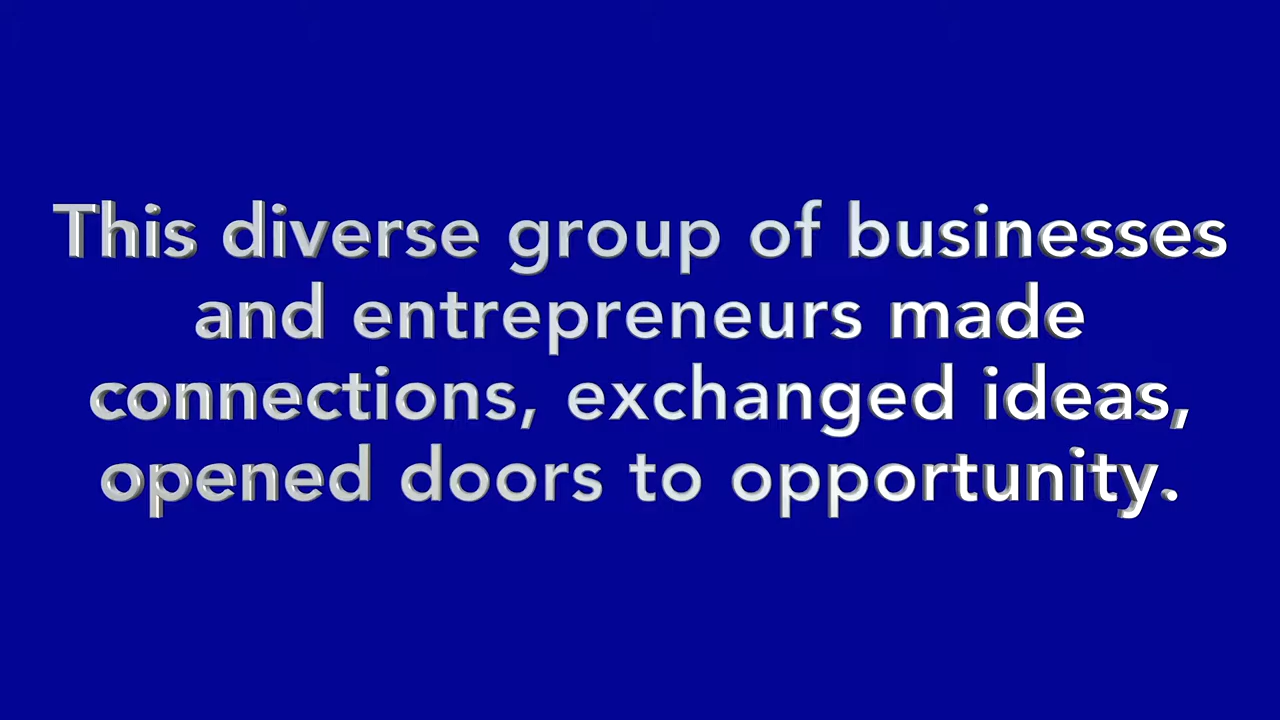 This diverse group of businesses
and entrepreneurs made
connections, exchanged ideas,
opened doors to opportunity.